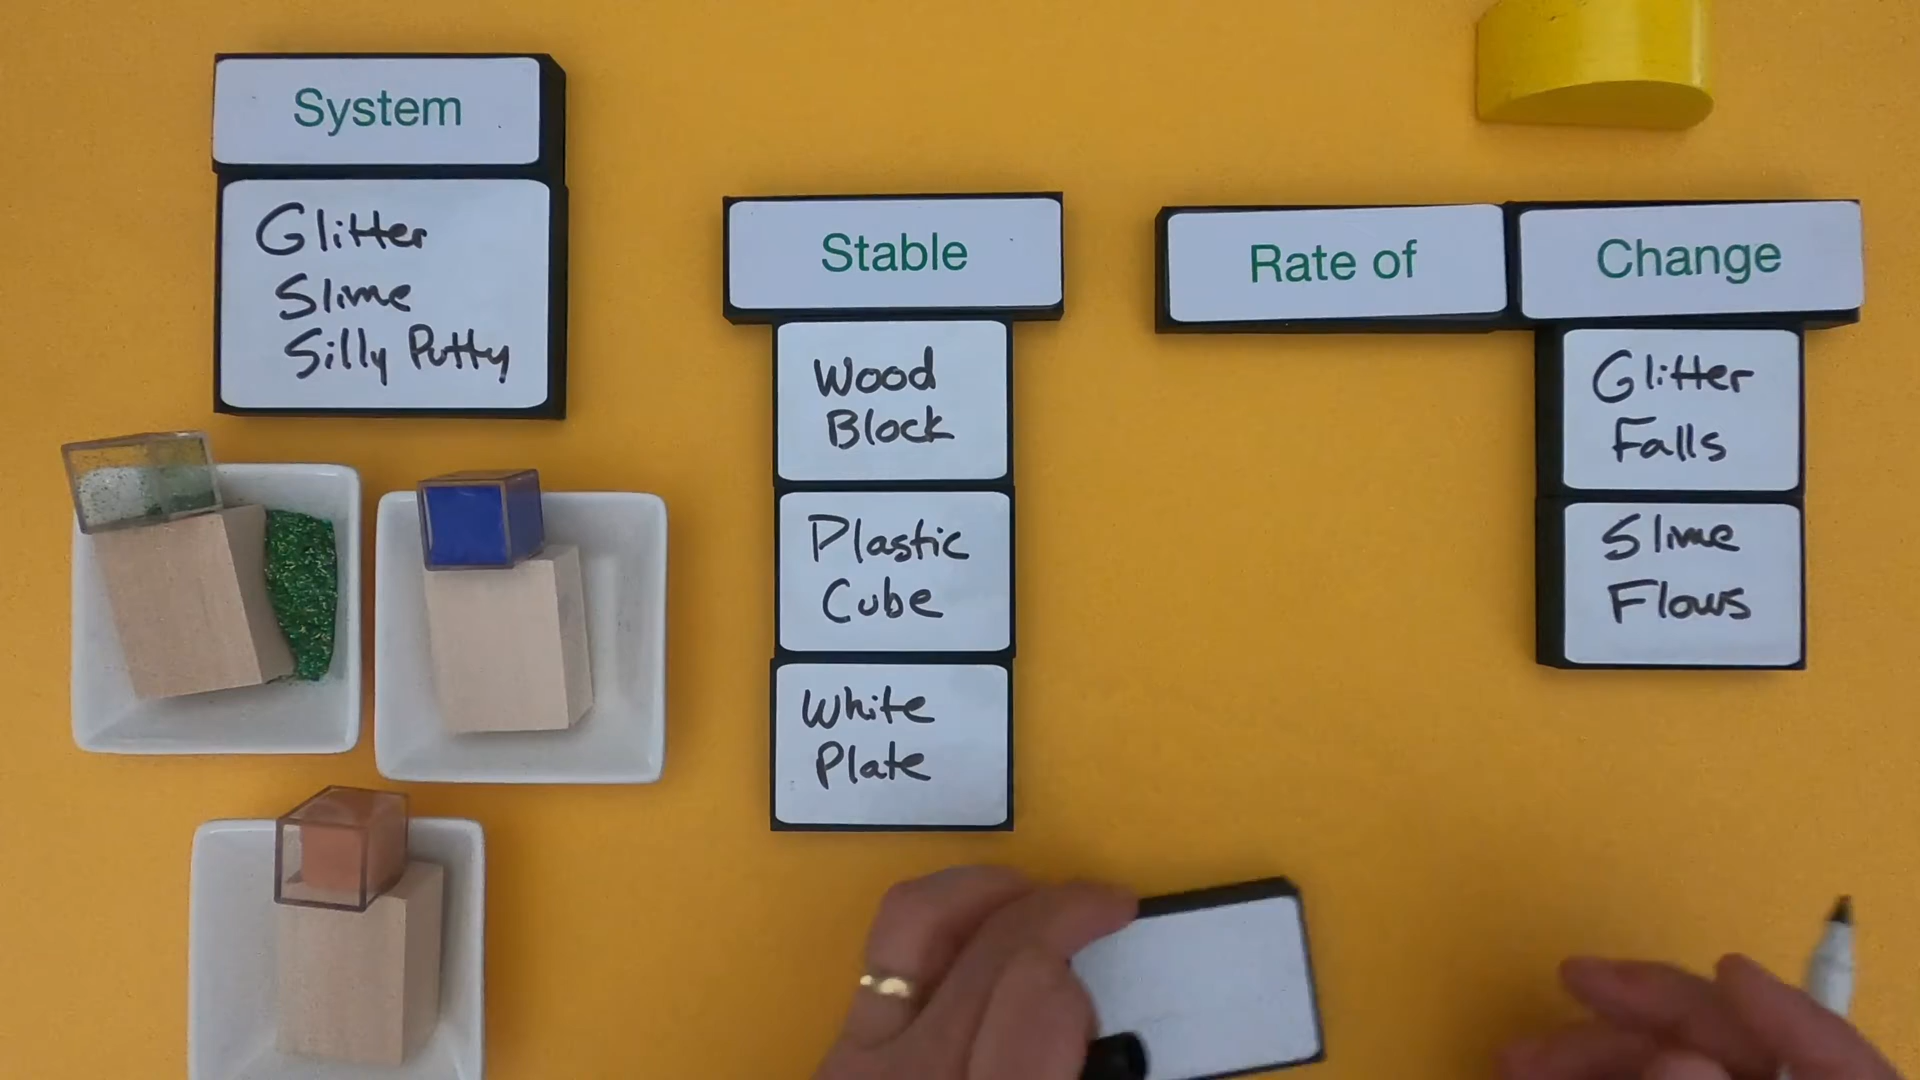 System
Glitter
Slime
Silly Putty
Stable
Wood
Block
Plastic
Cube
White
Plate
Rate of Change
Glitter
Falls
Slime
Flows